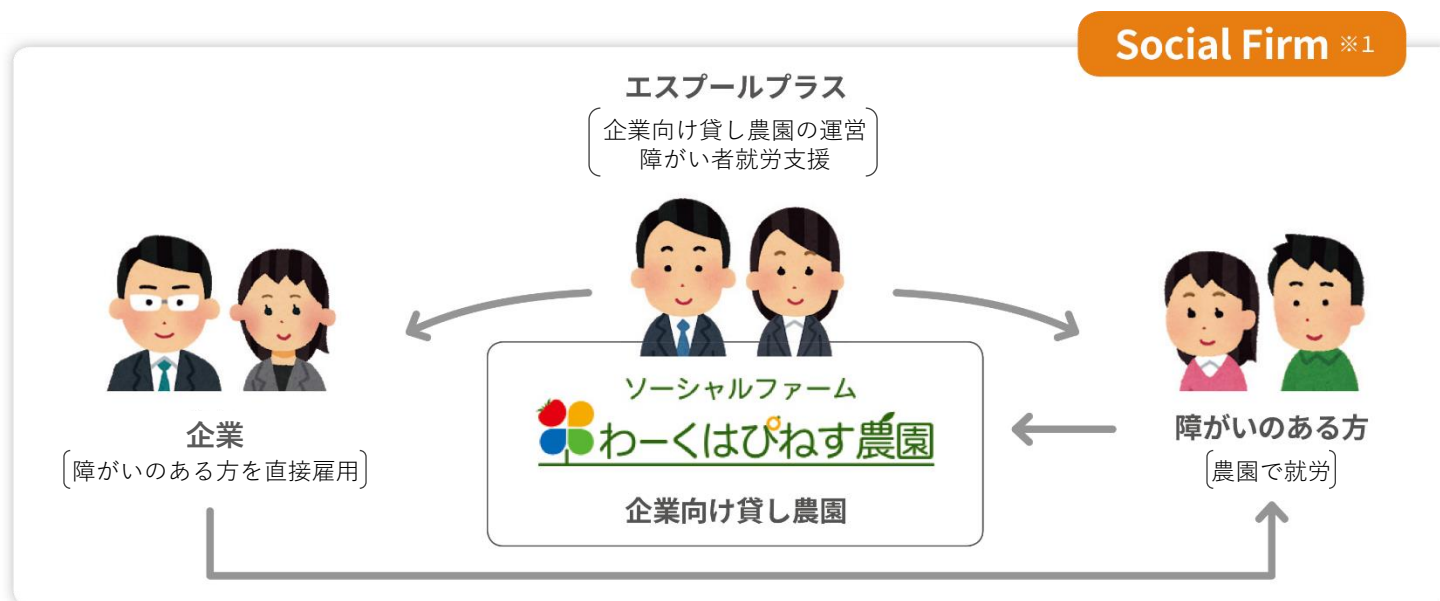 Social Firm ※1
エスプールプラス
企業向け貸し農園の運営
障がい者就労支援
企業
障がいのある方を直接雇用
ソーシャルファーム
わーくはぴねす農園
企業向け貸し農園
障がいのある方
農園で就労